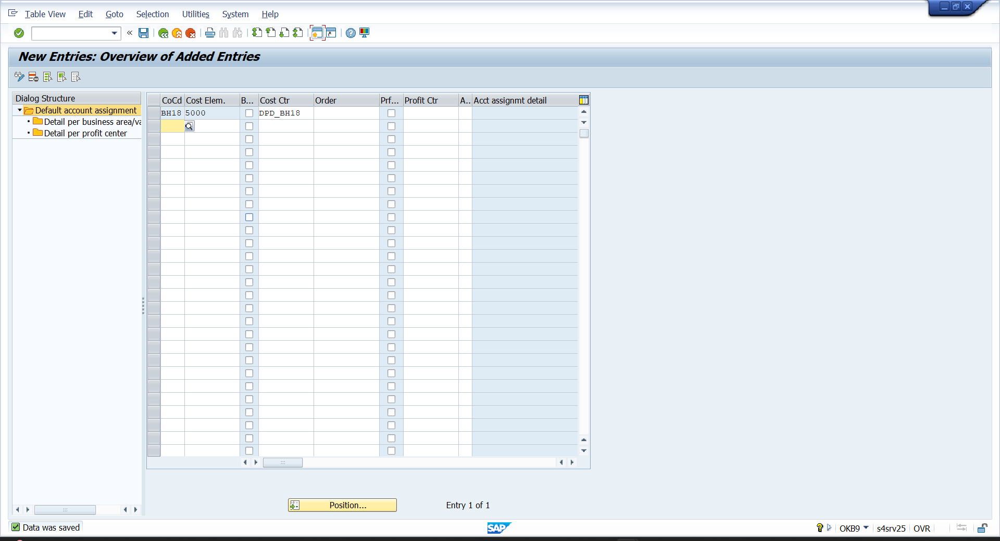 Table View Edit Goto Selection Utilities System Help
New Entries: Overview of Added Entries
Dialog Structure
Default account assignment
Detail per business area/va
Detail per profit center
CoCd Cost Elem. B... Cost Ctr Order Prf... Profit Ctr A.. Acct assignmt detail
BH18 5000 DPD_BH18
Position... Entry 1 of 1
Data was saved SAP OKB9 s4srv25 OVR